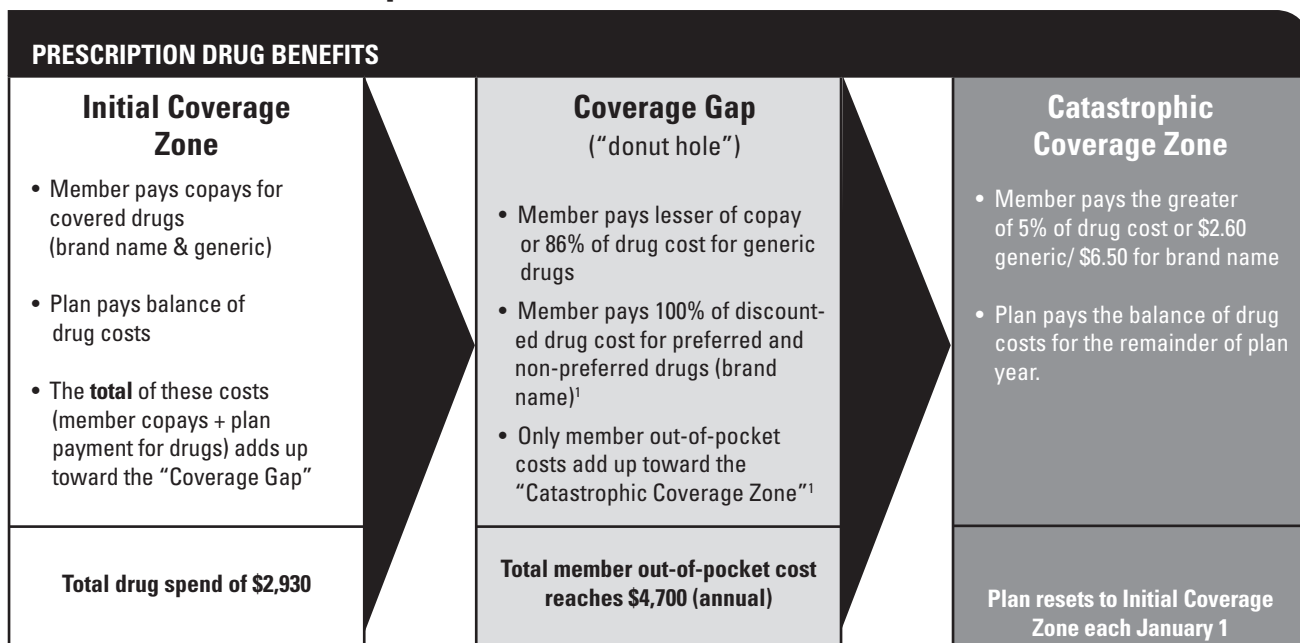 PRESCRIPTION DRUG BENEFITS
Initial Coverage
Zone
• Member pays copays for
covered drugs
(brand name & generic)
• Plan pays balance of
drug costs
• The total of these costs
(member copays + plan
payment for drugs) adds up
toward the “Coverage Gap”
Total drug spend of $2,930
Coverage Gap
(“donut hole”)
• Member pays lesser of copay
or 86% of drug cost for generic
drugs
• Member pays 100% of discount-
ed drug cost for preferred and
non-preferred drugs (brand
name)1
• Only member out-of-pocket
costs add up toward the
“Catastrophic Coverage Zone”1
Total member out-of-pocket cost
reaches $4,700 (annual)
Catastrophic
Coverage Zone
• Member pays the greater
of 5% of drug cost or $2.60
generic/ $6.50 for brand name
• Plan pays the balance of drug
costs for the remainder of plan
year.
Plan resets to Initial Coverage
Zone each January 1